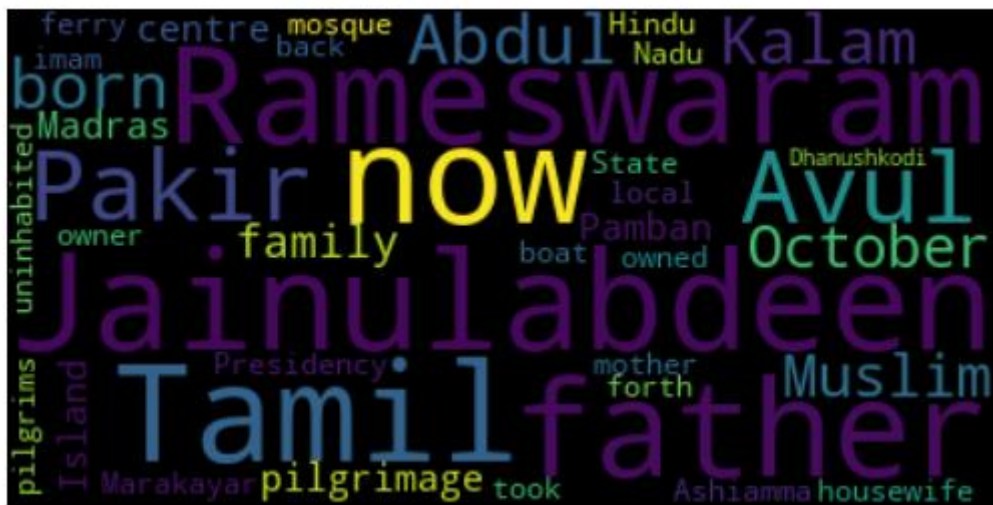 ferry centre mosque Abdul Hindu Kalam
imam back Nadu
born Rameswaram
Madras
Pakir now State Dhanushkodi Avul
uninhabited local
owner family Pamban October
boat owned
Jainulabdeen
Presidency mother Muslim
Tamil forth father
pilgrims Island
Marakayar pilgrimage took Ashiamma housewife